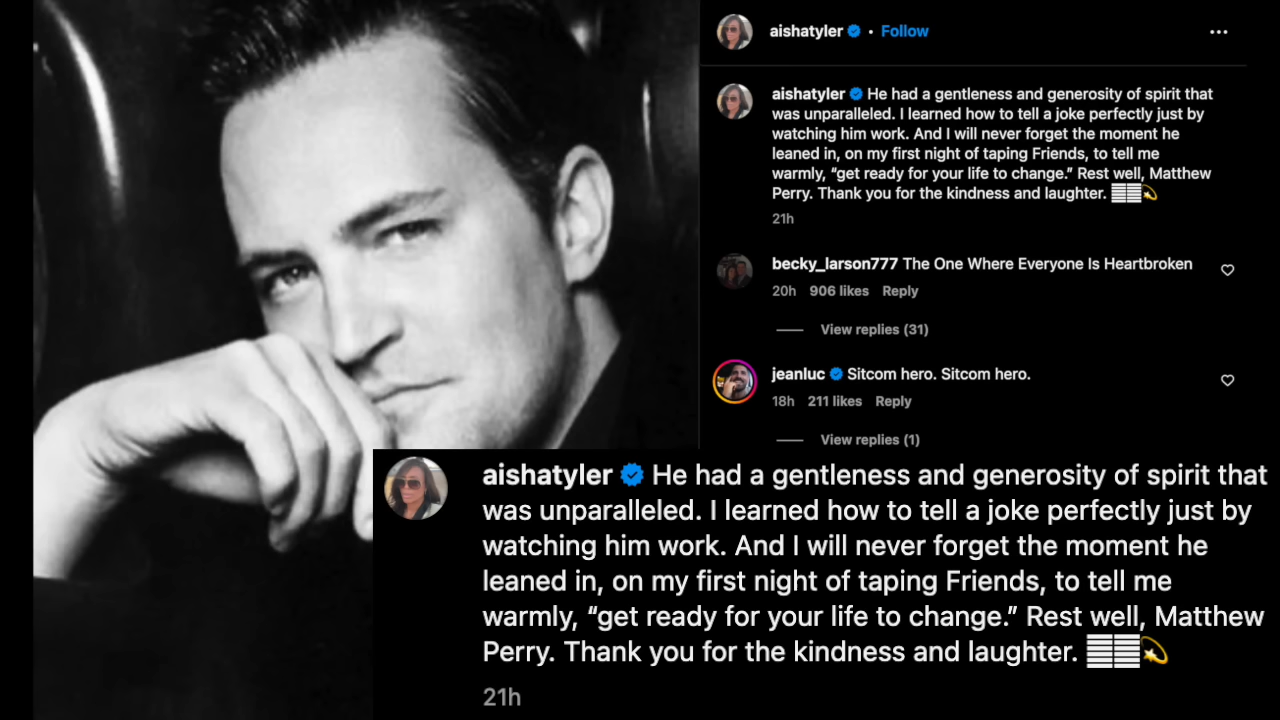 aishatyler • Follow
aishatyler He had a gentleness and generosity of spirit that
was unparalleled. I learned how to tell a joke perfectly just by
watching him work. And I will never forget the moment he
leaned in, on my first night of taping Friends, to tell me
warmly, “get ready for your life to change.” Rest well, Matthew
Perry. Thank you for the kindness and laughter.
21h
becky_larson777 The One Where Everyone Is Heartbroken
20h 906 likes Reply
View replies (31)
jeanluc Sitcom hero. Sitcom hero.
18h 211 likes Reply
View replies (1)
aishatyler He had a gentleness and generosity of spirit that
was unparalleled. I learned how to tell a joke perfectly just by
watching him work. And I will never forget the moment he
leaned in, on my first night of taping Friends, to tell me
warmly, “get ready for your life to change.” Rest well, Matthew
Perry. Thank you for the kindness and laughter.
21h